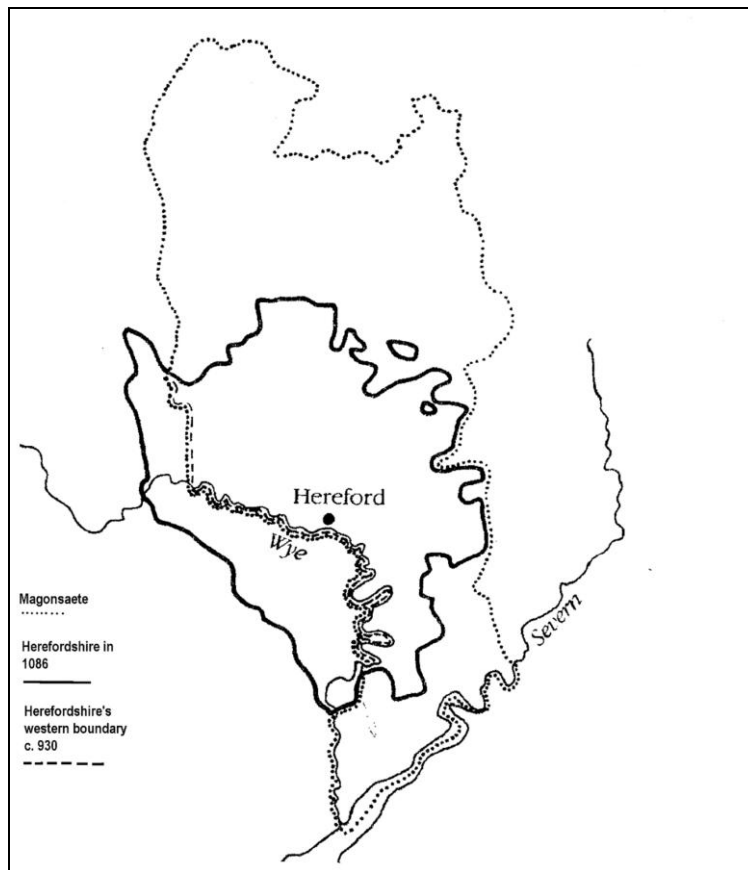 Hereford
Wye
Severn
Magonsaete
Herefordshire in
1086
Herefordshire's
western boundary
c. 930